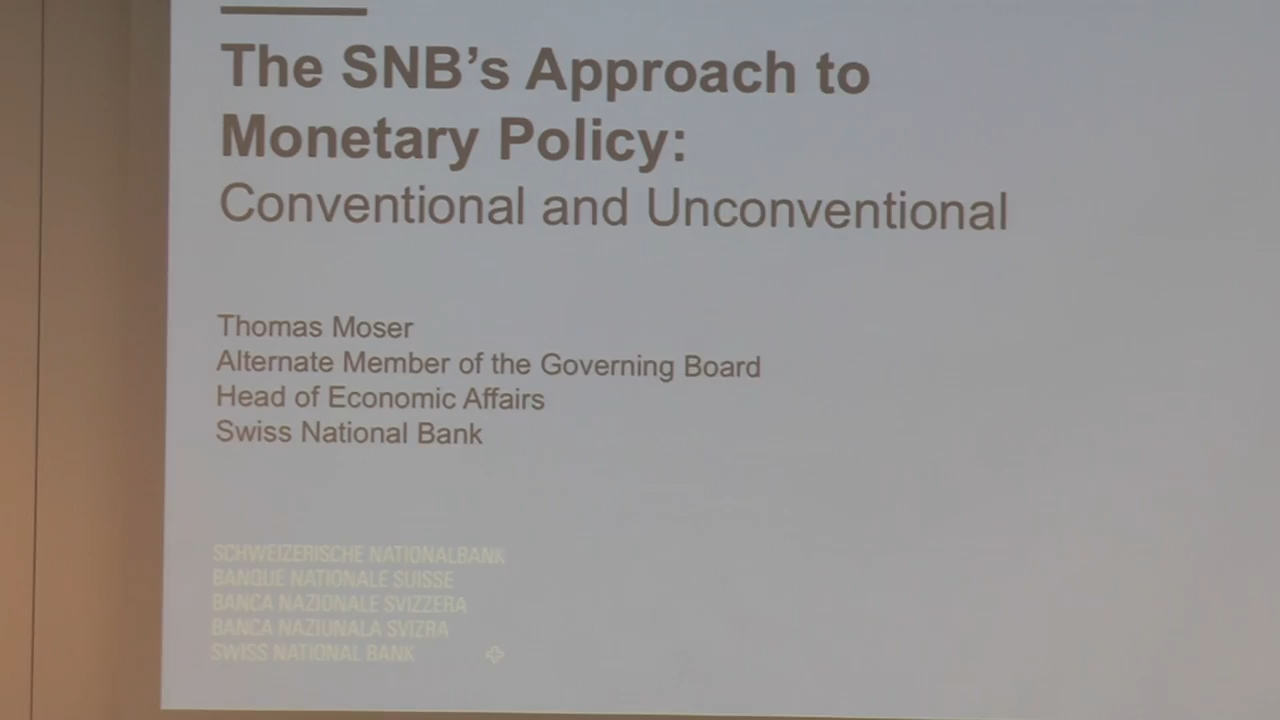 The SNB's Approach to
Monetary Policy:
Conventional and Unconventional
Thomas Moser
Alternate Member of the Governing Board
Head of Economic Affairs
Swiss National Bank
SCHWEIZERISCHE NATIONALBANK
BANQUE NATIONALE SUISSE
BANCA NAZIONALE SVIZZERA
BANCA NAZIUNALA SVIZRA
SWISS NATIONAL BANK